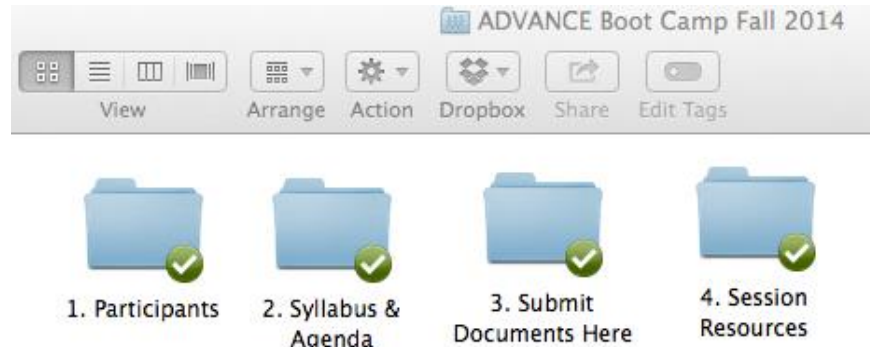 ADVANCE Boot Camp Fall 2014
View Arrange Action Dropbox Share Edit Tags
1. Participants
2. Syllabus &
Agenda
3. Submit
Documents Here
4. Session
Resources